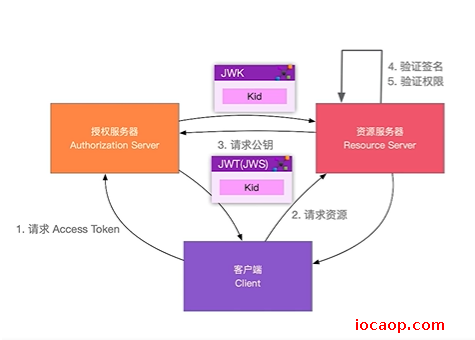 JWK
Kid
4. 验证签名
5. 验证权限
授权服务器
Authorization Server
资源服务器
Resource Server
3. 请求公钥
JWT(JWS)
Kid
1. 请求 Access Token
2. 请求资源
客户端
Client
iocaop.com